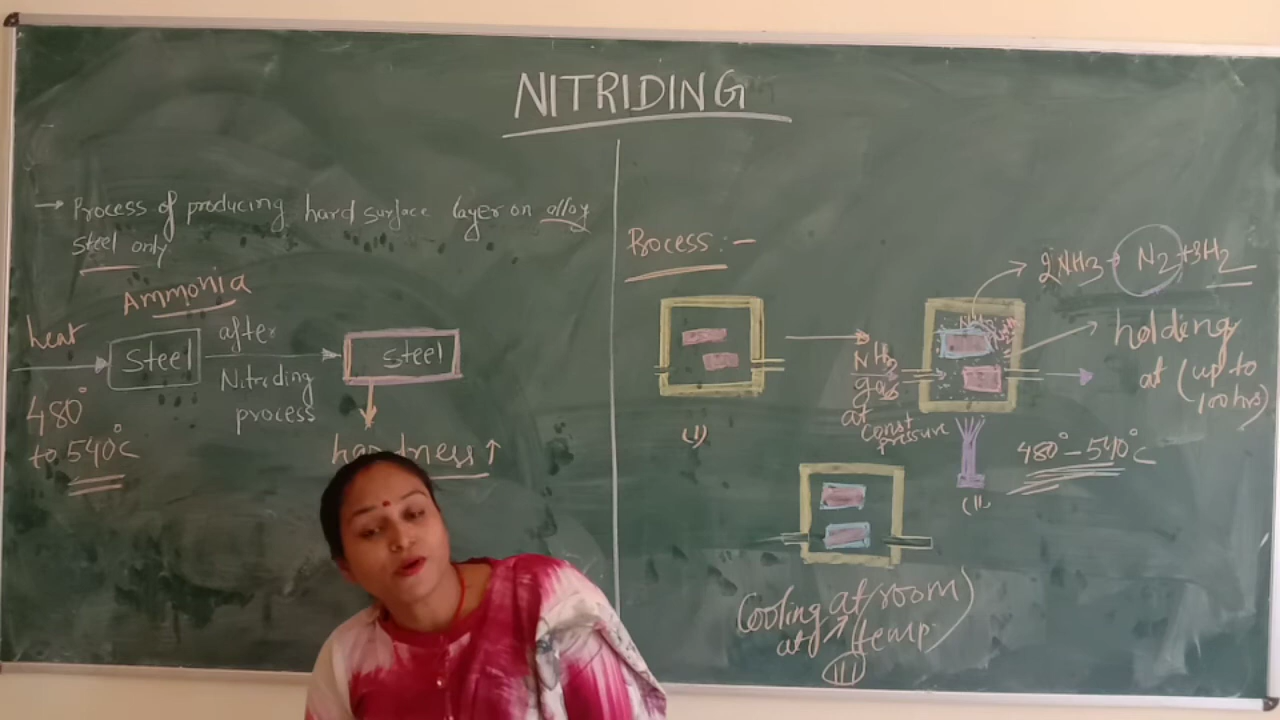 NITRIDING
→ Process of producing hard surface layer on alloy
steel only.
Ammonia
heat
480°
to 540°C
Steel
after
Nitriding
process
Steel
hardness ↑
Process :-
(I)
NH3
gas
at
const
pressure
2NH3 → N2 + 3H2
holding
at (up to
100 hrs)
480° - 540°C
(II)
Cooling at room
at temp.
(III)